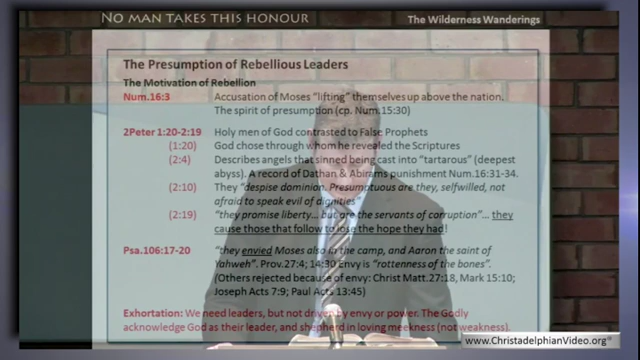 NO MAN TAKES THIS HONOUR
The Wilderness Wanderings
The Presumption of Rebellious Leaders
The Motivation of Rebellion
Num.16:3 Accusation of Moses "lifting" themselves up above the nation.
The spirit of presumption (cp. Num.15:30)
2Peter 1:20-2:19 Holy men of God contrasted to False Prophets
(1:20) God chose through whom he revealed the Scriptures
(2:4) Describes angels that sinned being cast into "tartarous" (deepest
abyss). A record of Dathan & Abirams punishment Num.16:31-34.
(2:10) They "despise dominion. Presumptuous are they, selfwilled, not
afraid to speak evil of dignities"
(2:19) "they promise liberty... but are the servants of corruption"... they
cause those that follow to lose the hope they had!
Psa.106:17-20 "they envied Moses also in the camp, and Aaron the saint of
Yahweh". Prov.27:4; 14:30 Envy is "rottenness of the bones".
(Others rejected because of envy: Christ Matt.27:18, Mark 15:10;
Joseph Acts 7:9; Paul Acts 13:45)
Exhortation: We need leaders, but not driven by envy or power. The Godly
acknowledge God as their leader, and shepherd in loving meekness (not weakness).
www.ChristadelphianVideo.org